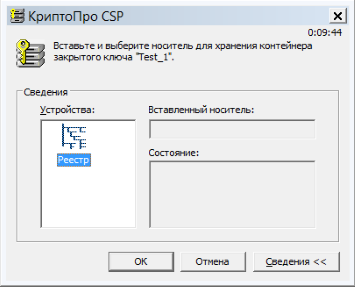 КриптоПро CSP
0:09:44
Вставьте и выберите носитель для хранения контейнера
закрытого ключа "Test_1".
Сведения
Устройства:
Вставленный носитель:
Реестр
Состояние:
OK
Отмена
Сведения <<